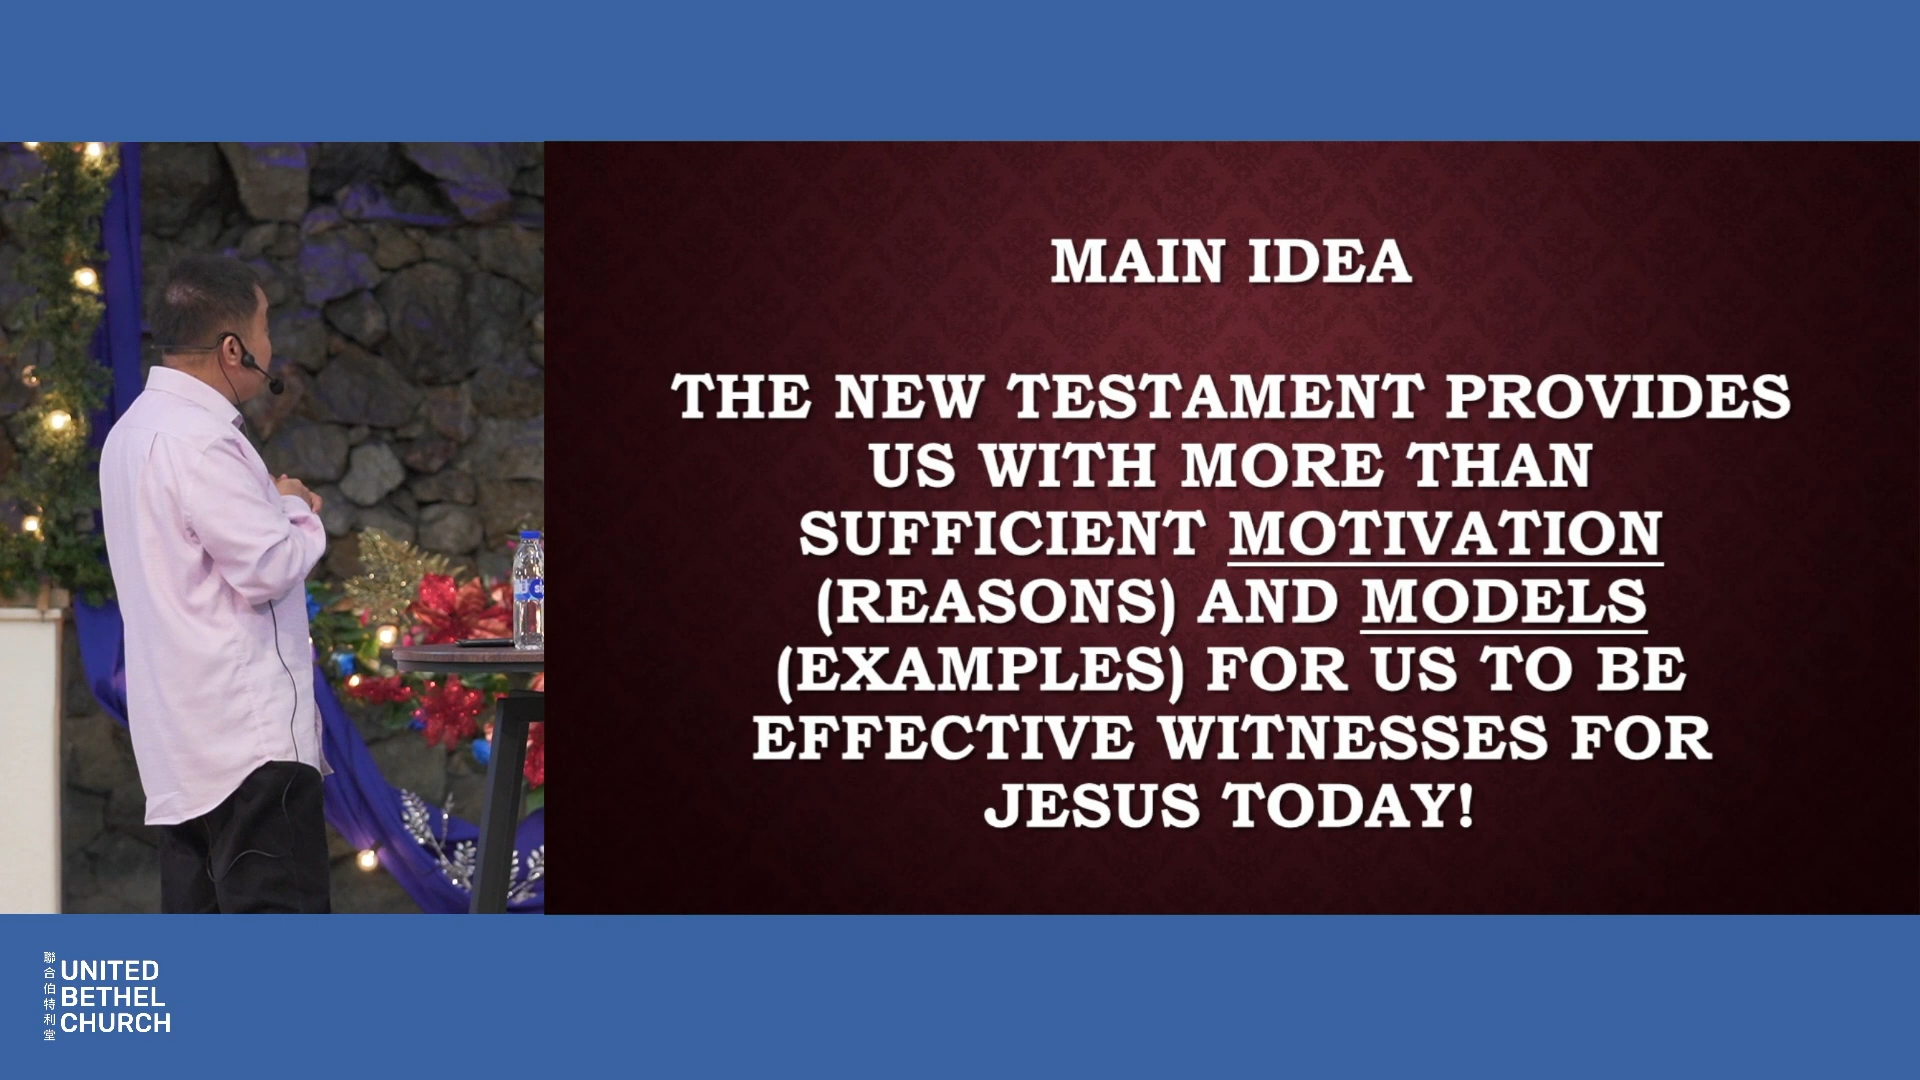 MAIN IDEA
THE NEW TESTAMENT PROVIDES
US WITH MORE THAN
SUFFICIENT MOTIVATION
(REASONS) AND MODELS
(EXAMPLES) FOR US TO BE
EFFECTIVE WITNESSES FOR
JESUS TODAY!
聯合伯特利堂
UNITED
BETHEL
CHURCH